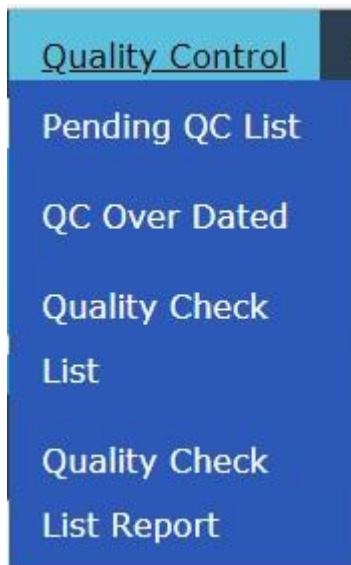 Quality Control
Pending QC List
QC Over Dated
Quality Check
List
Quality Check
List Report